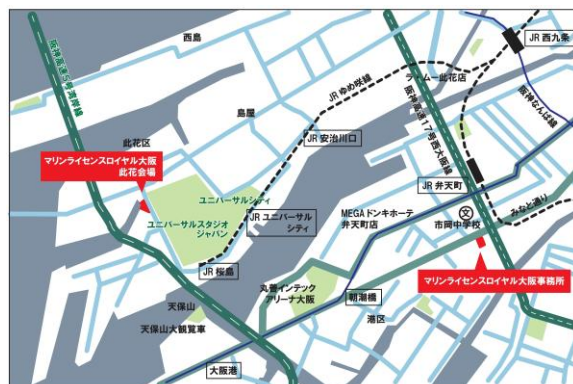 西島
JR 西九条
阪神高速5号湾岸線
JR ゆめ咲線
ラ・ムー此花店
島屋
阪神高速17号西大阪線
阪神なんば線
此花区
JR 安治川口
マリンライセンスロイヤル大阪
此花会場
JR 弁天町
ユニバーサルシティ
みなと通り
MEGAドンキホーテ
弁天町店
文
市岡中学校
ユニバーサルスタジオ
ジャパン
JR ユニバーサル
シティ
JR 桜島
マリンライセンスロイヤル大阪事務所
丸善インテック
アリーナ大阪
朝潮橋
天保山
港区
天保山大観覧車
大阪港